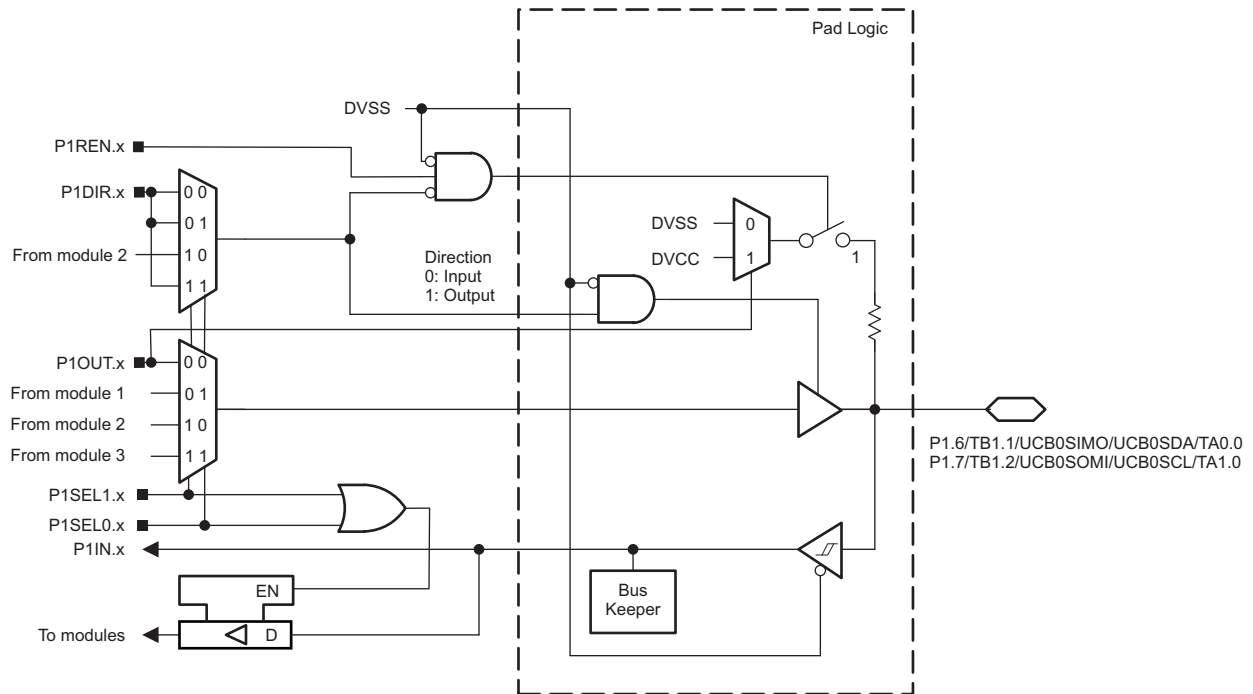 Pad Logic
DVSS
P1REN.x
P1DIR.x
0 0
0 1
From module 2
1 0
1 1
Direction
0: Input
1: Output
DVSS
0
DVCC
1
1
P1OUT.x
0 0
From module 1
0 1
From module 2
1 0
From module 3
1 1
P1.6/TB1.1/UCB0SIMO/UCB0SDA/TA0.0
P1.7/TB1.2/UCB0SOMI/UCB0SCL/TA1.0
P1SEL1.x
P1SEL0.x
P1IN.x
EN
Bus
Keeper
To modules
D